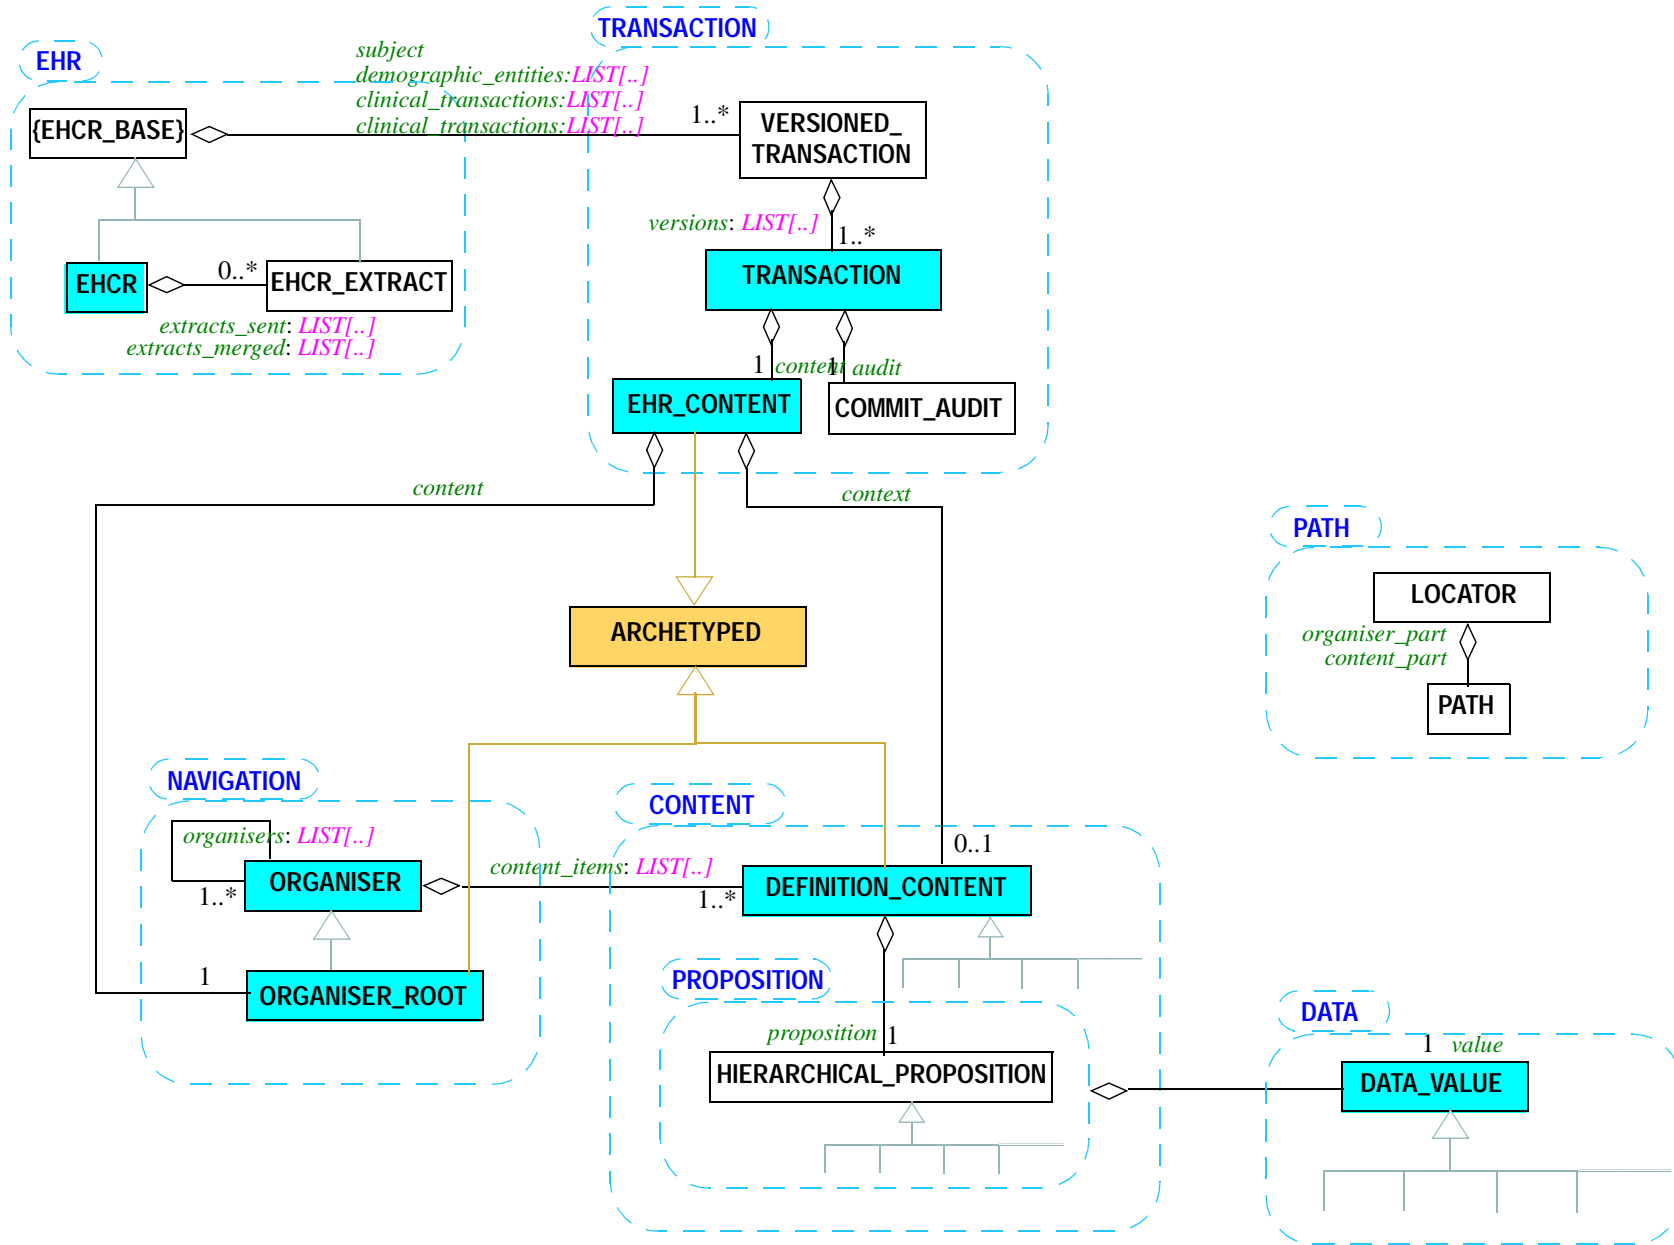 TRANSACTION
EHR
subject
demographic_entities:LIST[..]
clinical_transactions:LIST[..]
clinical_transactions:LIST[..]
{EHCR_BASE}
1..*
VERSIONED_
TRANSACTION
versions: LIST[..]
1..*
EHCR
0..*
EHCR_EXTRACT
TRANSACTION
extracts_sent: LIST[..]
extracts_merged: LIST[..]
1 content
1 audit
EHR_CONTENT
COMMIT_AUDIT
content
context
PATH
LOCATOR
organiser_part
content_part
PATH
ARCHETYPED
NAVIGATION
CONTENT
organisers: LIST[..]
0..1
content_items: LIST[..]
ORGANISER
1..*
1..*
DEFINITION_CONTENT
1
ORGANISER_ROOT
PROPOSITION
DATA
proposition 1
1 value
HIERARCHICAL_PROPOSITION
DATA_VALUE